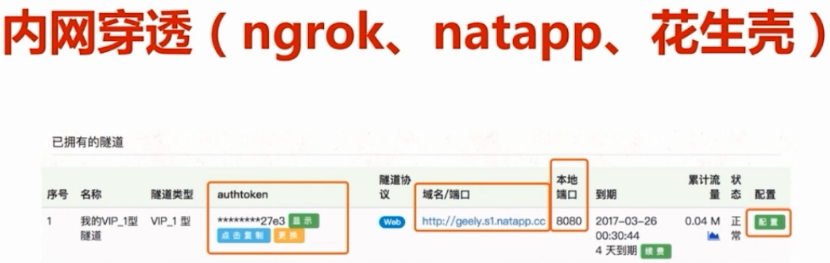 内网穿透（ngrok、natapp、花生壳）
已拥有的隧道
序号 名称 隧道类型 authtoken 隧道协议 域名/端口 本地端口 到期 累计流量 状态 配置
1 我的VIP_1型隧道 VIP_1 型 ********27e3 显示 点击复制 更换 Web http://geely.s1.natapp.cc 8080 2017-03-26 00:30:44 4 天到期 续费 0.04 M 正常 配置